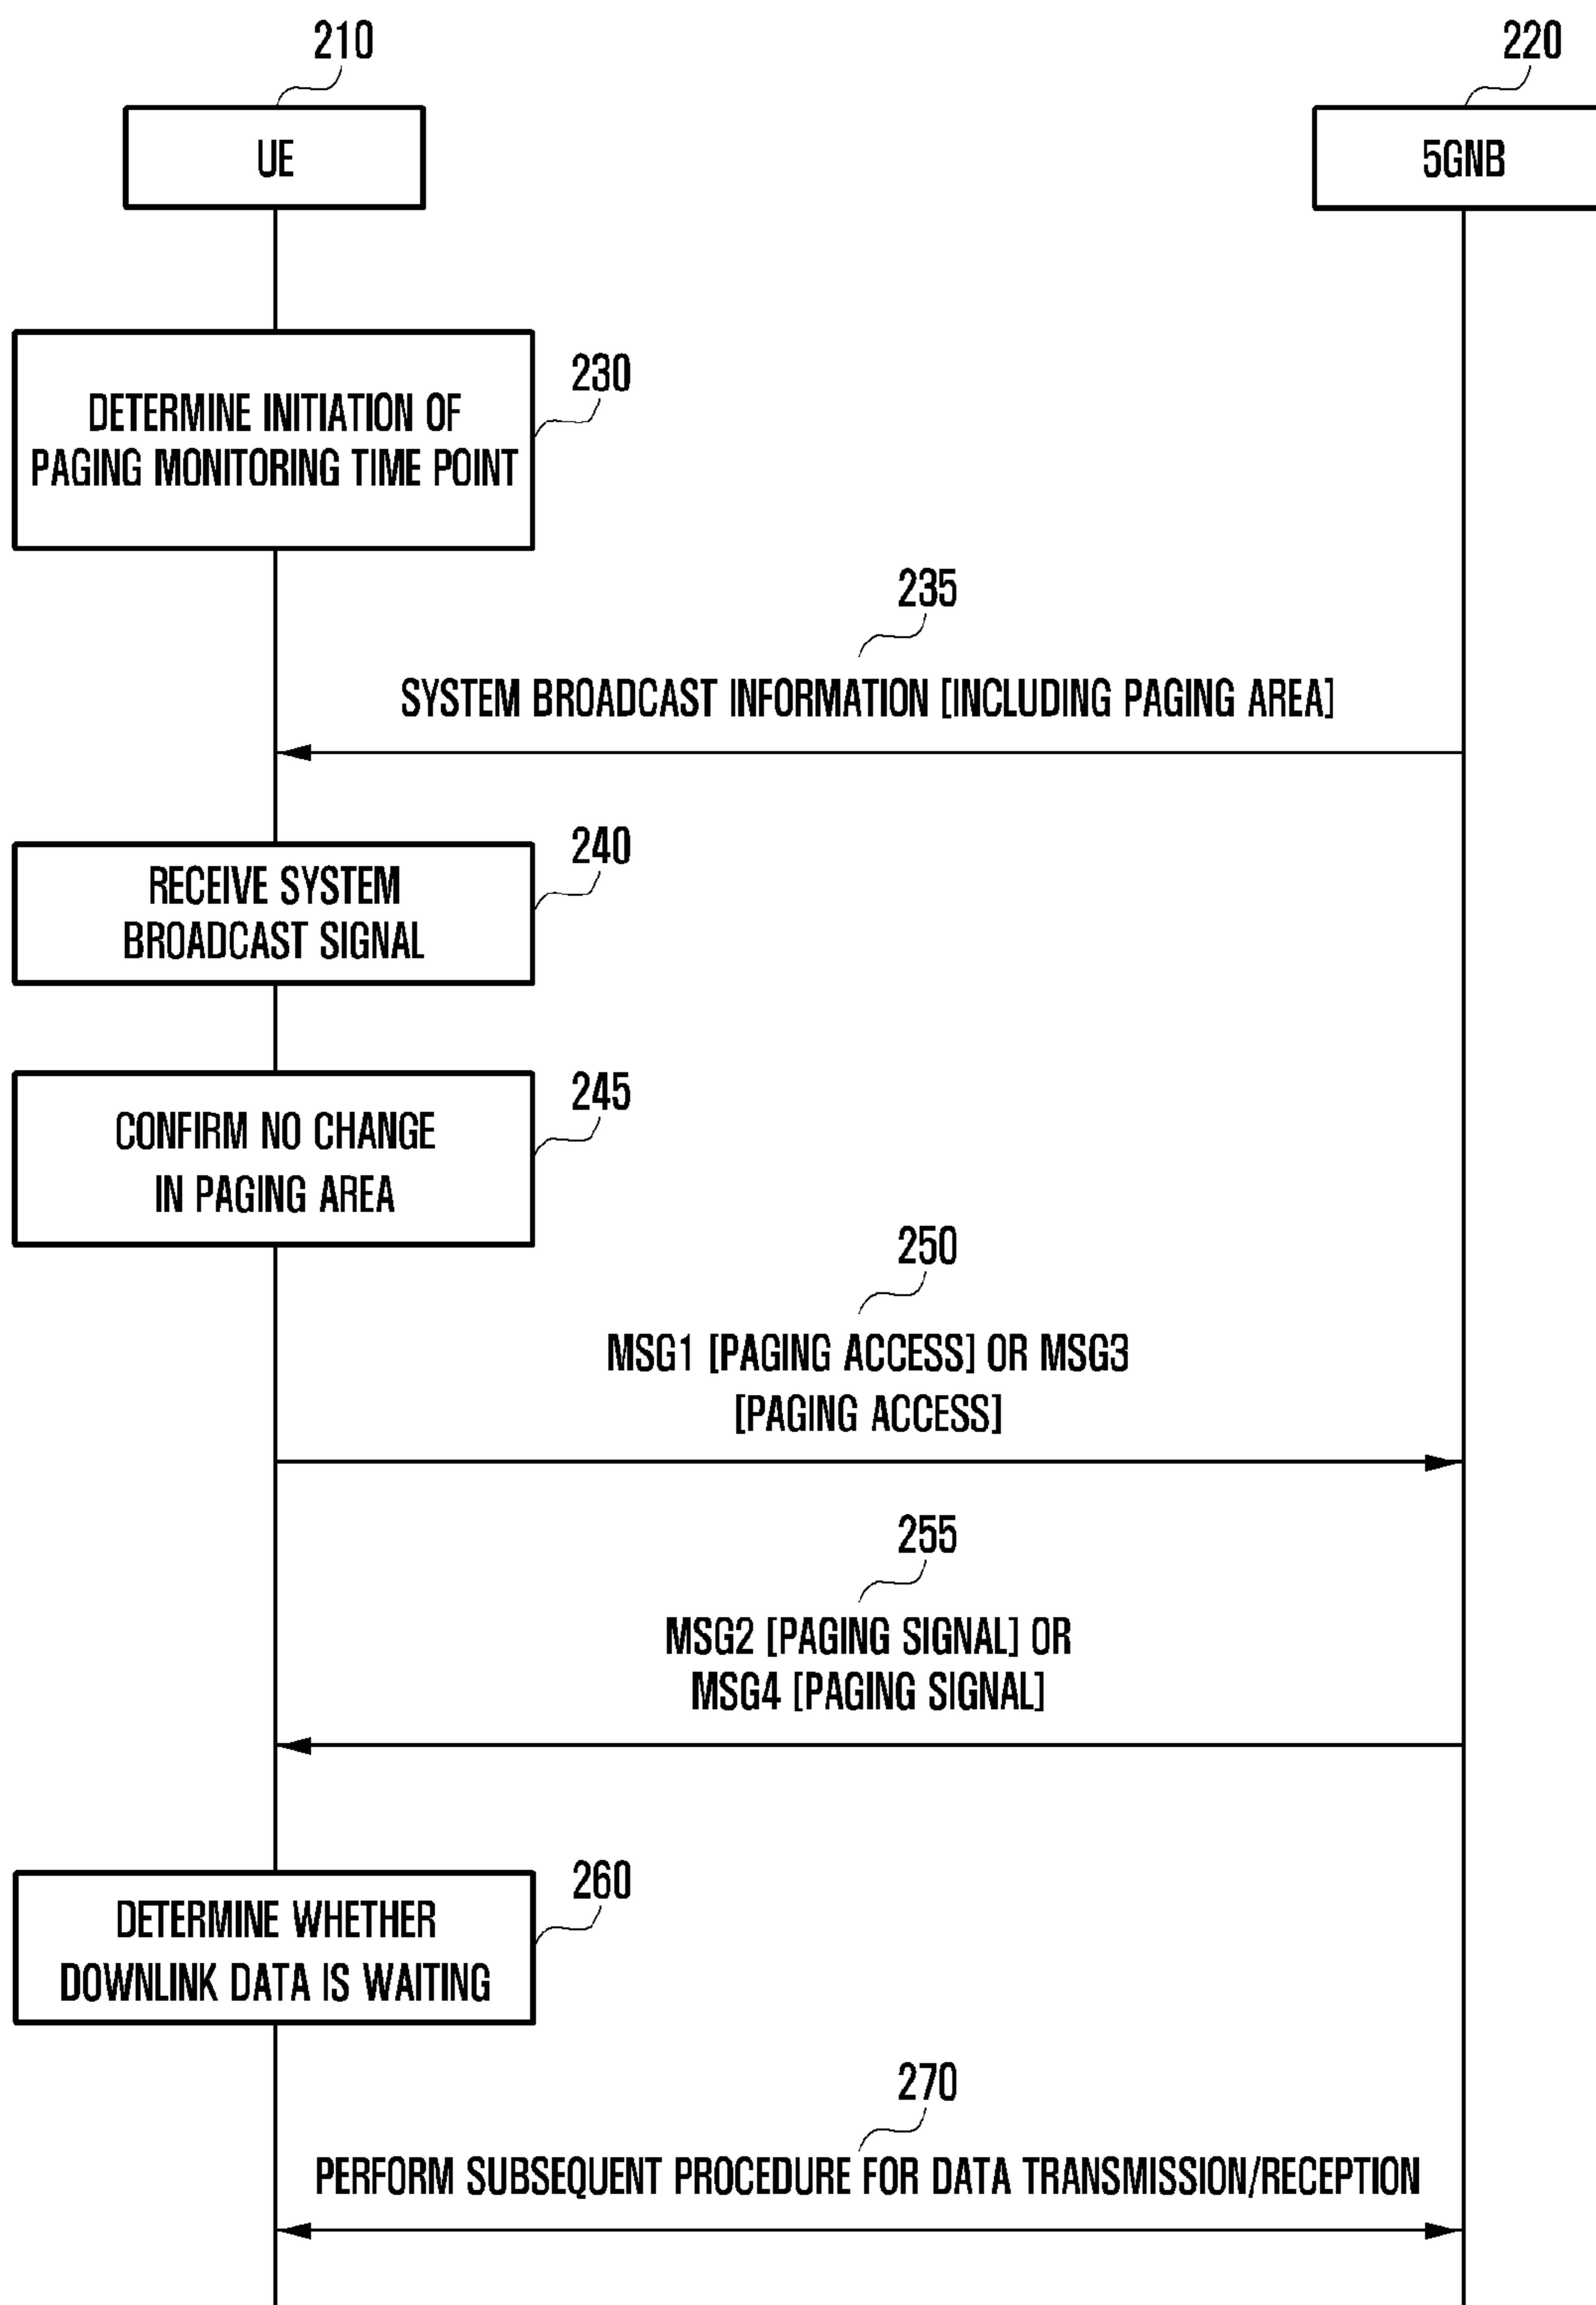 210
220
UE
5GNB
230
DETERMINE INITIATION OF
PAGING MONITORING TIME POINT
235
SYSTEM BROADCAST INFORMATION [INCLUDING PAGING AREA]
240
RECEIVE SYSTEM
BROADCAST SIGNAL
245
CONFIRM NO CHANGE
IN PAGING AREA
250
MSG1 [PAGING ACCESS] OR MSG3
[PAGING ACCESS]
255
MSG2 [PAGING SIGNAL] OR
MSG4 [PAGING SIGNAL]
260
DETERMINE WHETHER
DOWNLINK DATA IS WAITING
270
PERFORM SUBSEQUENT PROCEDURE FOR DATA TRANSMISSION/RECEPTION